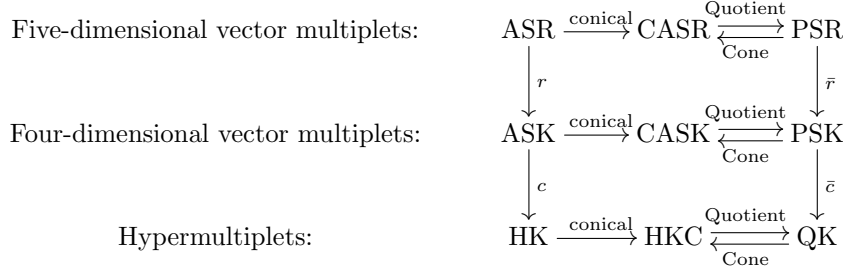 Five-dimensional vector multiplets: ASR conical CASR Quotient Cone PSR
r r̄
Four-dimensional vector multiplets: ASK conical CASK Quotient Cone PSK
c c̄
Hypermultiplets: HK conical HKC Quotient Cone QK